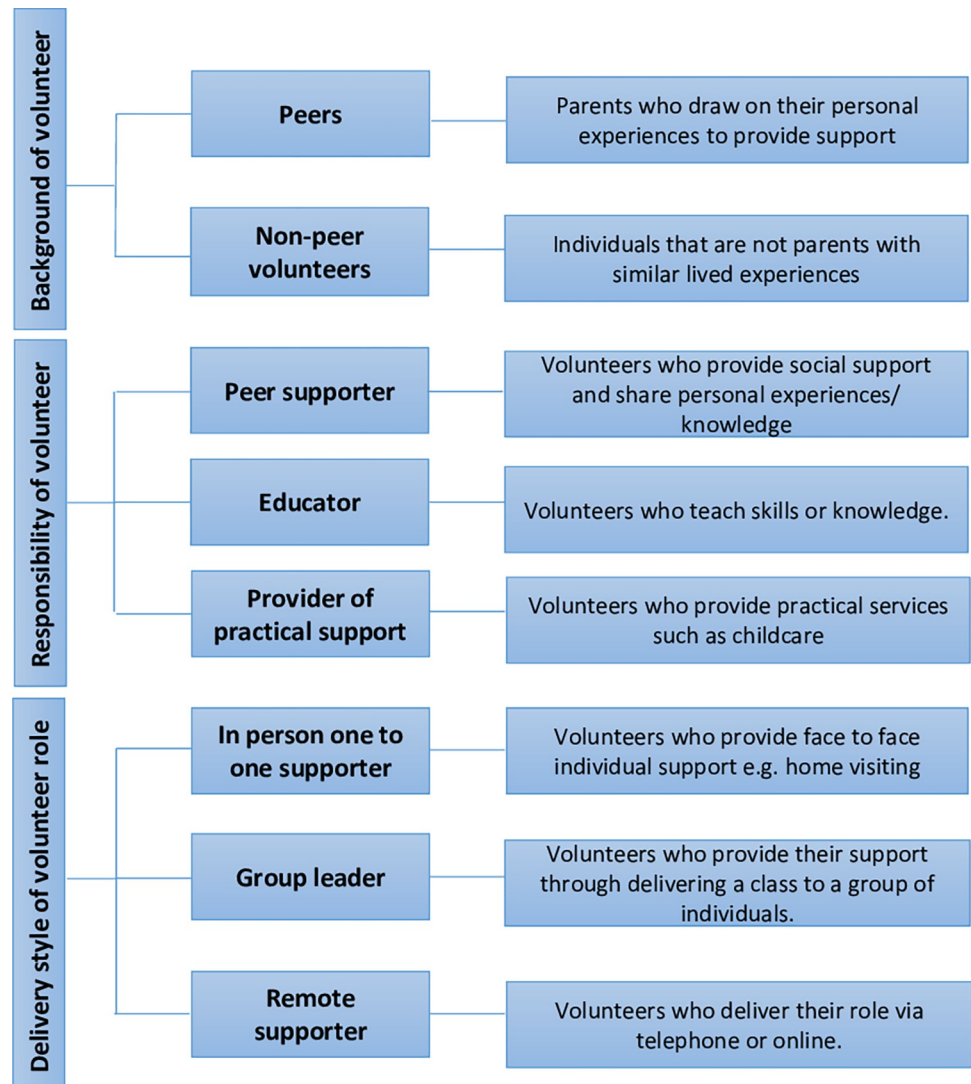 Background of volunteer
Peers
Parents who draw on their personal
experiences to provide support
Non-peer
volunteers
Individuals that are not parents with
similar lived experiences
Responsibility of volunteer
Peer supporter
Volunteers who provide social support
and share personal experiences/
knowledge
Educator
Volunteers who teach skills or knowledge.
Provider of
practical support
Volunteers who provide practical services
such as childcare
Delivery style of volunteer role
In person one to
one supporter
Volunteers who provide face to face
individual support e.g. home visiting
Group leader
Volunteers who provide their support
through delivering a class to a group of
individuals.
Remote
supporter
Volunteers who deliver their role via
telephone or online.